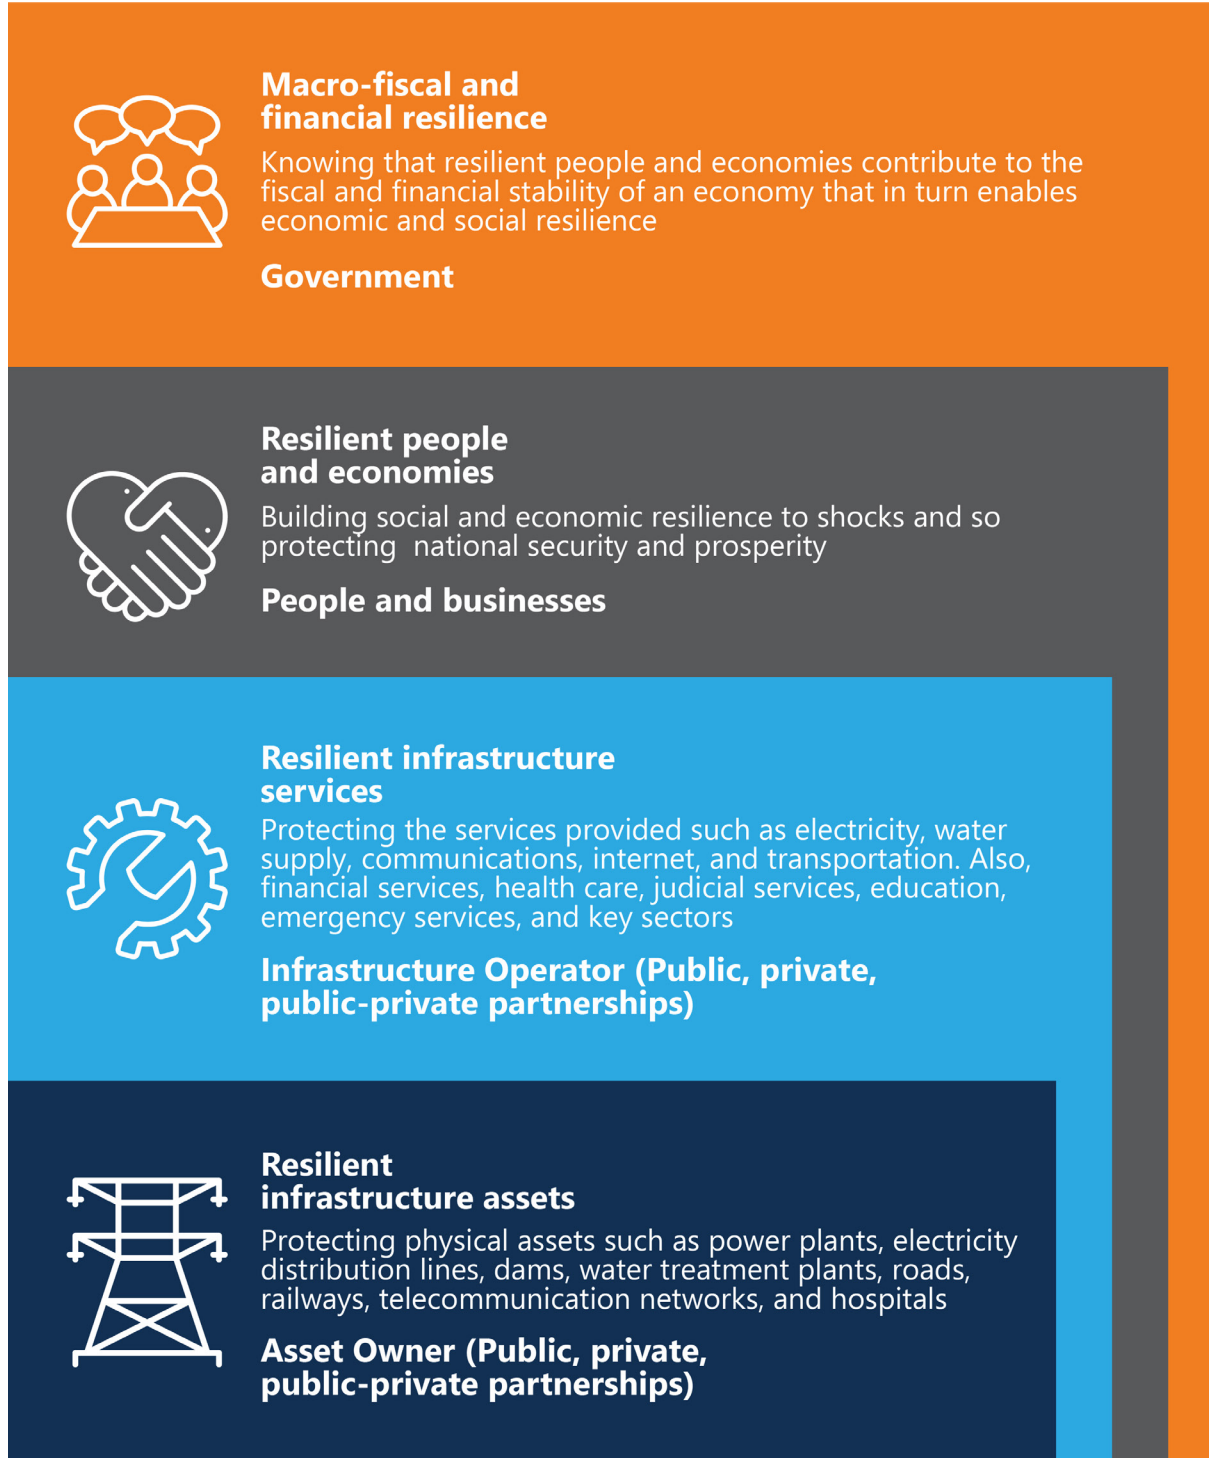 Macro-fiscal and
financial resilience
Knowing that resilient people and economies contribute to the
fiscal and financial stability of an economy that in turn enables
economic and social resilience
Government
Resilient people
and economies
Building social and economic resilience to shocks and so
protecting  national security and prosperity
People and businesses
Resilient infrastructure
services
Protecting the services provided such as electricity, water
supply, communications, internet, and transportation. Also,
financial services, health care, judicial services, education,
emergency services, and key sectors
Infrastructure Operator (Public, private,
public-private partnerships)
Resilient
infrastructure assets
Protecting physical assets such as power plants, electricity
distribution lines, dams, water treatment plants, roads,
railways, telecommunication networks, and hospitals
Asset Owner (Public, private,
public-private partnerships)